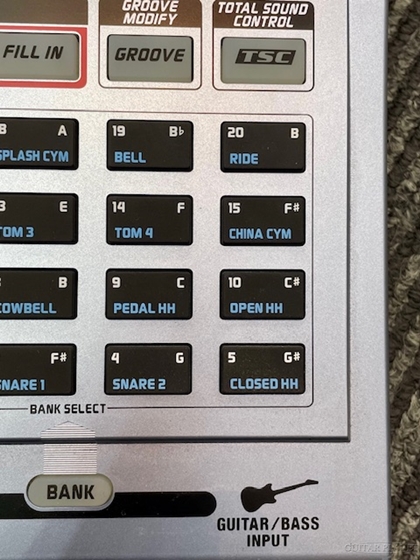 GROOVE
MODIFY
TOTAL SOUND
CONTROL
FILL IN
GROOVE
TSC
A
SPLASH CYM
19 B♭
BELL
20 B
RIDE
E
TOM 3
14 F
TOM 4
15 F#
CHINA CYM
B
COWBELL
9 C
PEDAL HH
10 C#
OPEN HH
F#
SNARE 1
4 G
SNARE 2
5 G#
CLOSED HH
BANK SELECT
BANK
GUITAR/BASS
INPUT